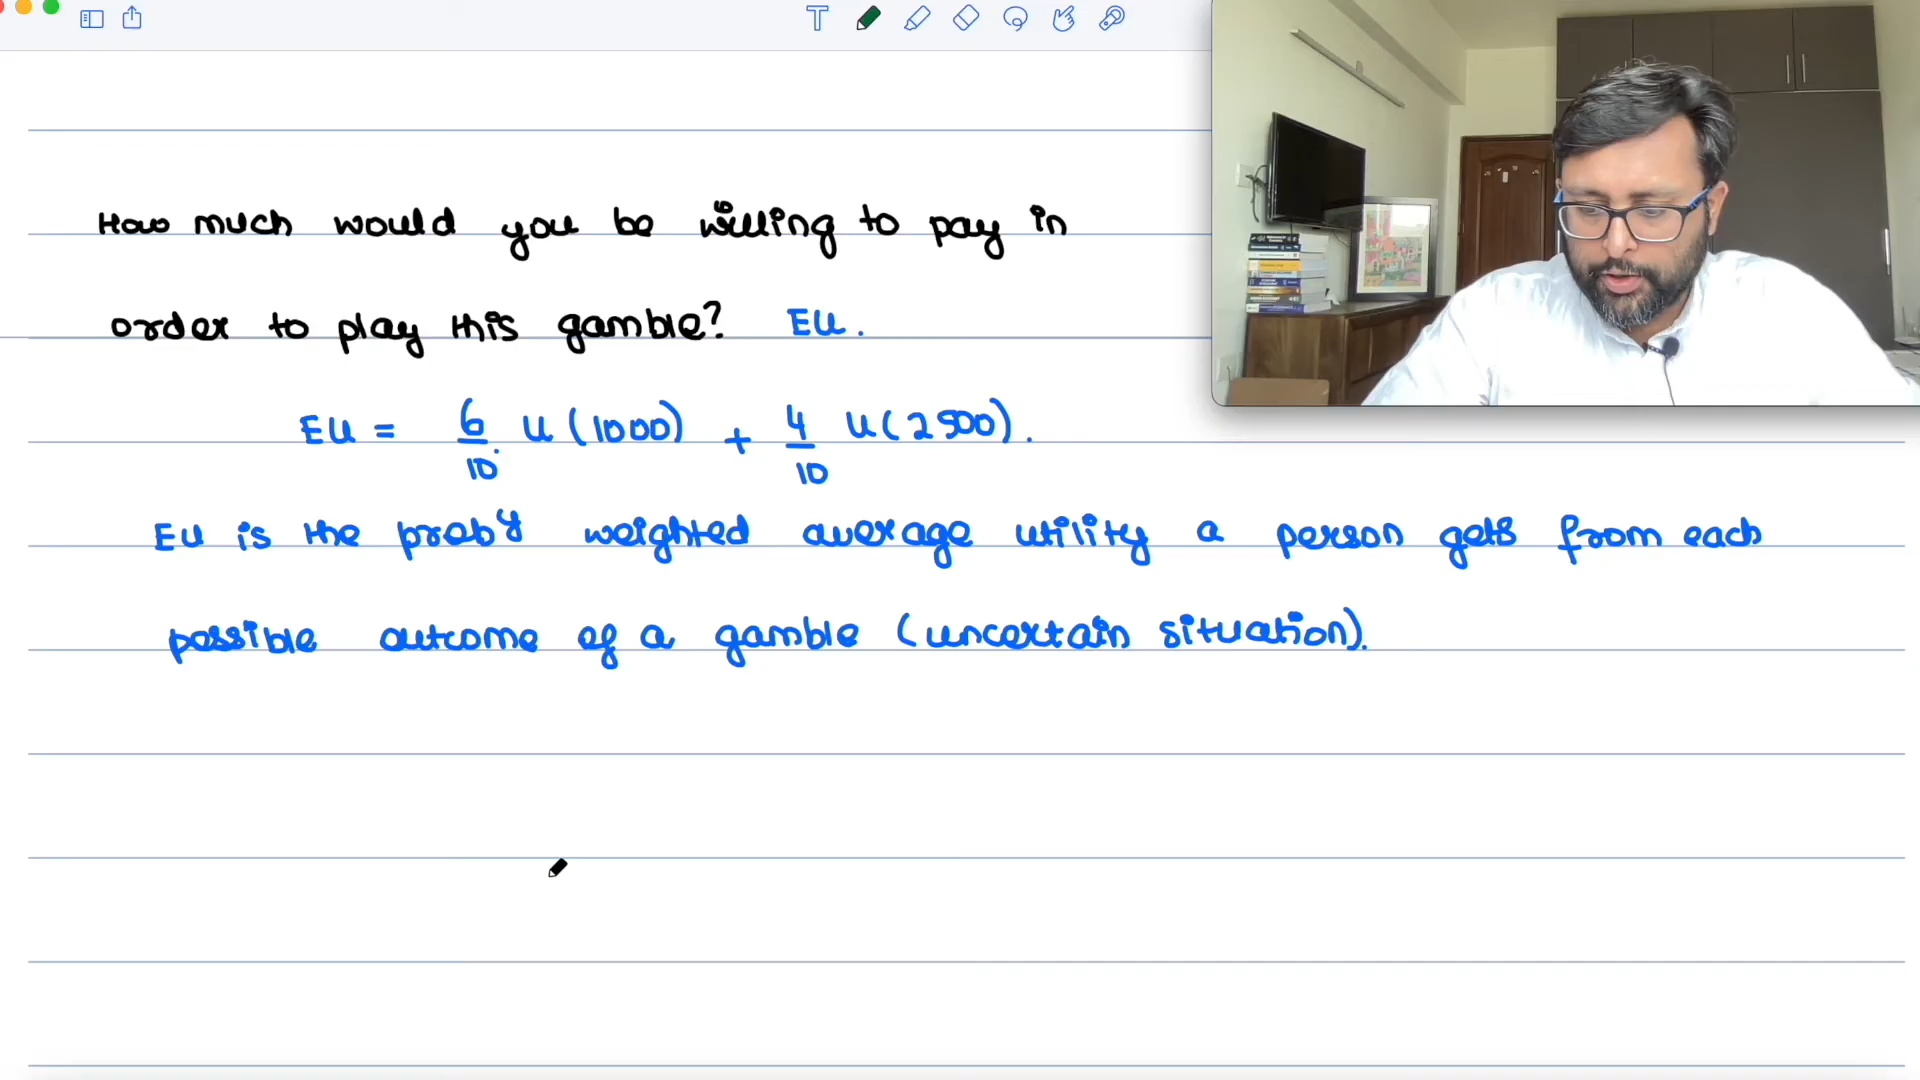 How much would you be willing to pay in
order to play this gamble? EU.
EU = 6/10 U(1000) + 4/10 U(2500).
EU is the prob^y weighted average utility a person gets from each
possible outcome of a gamble (uncertain situation).